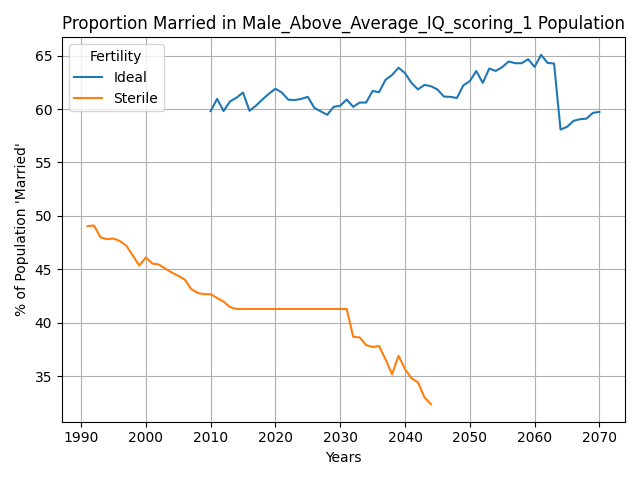 Proportion Married in Male_Above_Average_IQ_scoring_1 Population
Fertility
Ideal
Sterile
% of Population 'Married'
65
60
55
50
45
40
35
1990 2000 2010 2020 2030 2040 2050 2060 2070
Years